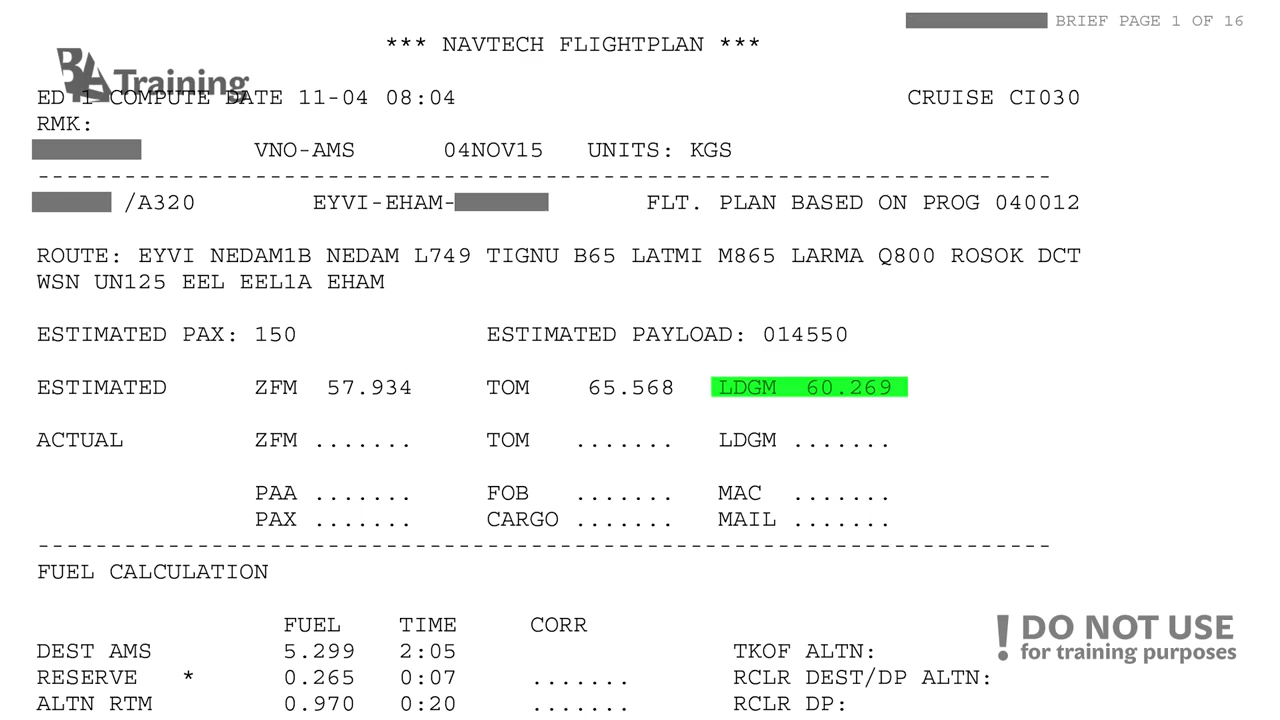 BRIEF PAGE 1 OF 16
*** NAVTECH FLIGHTPLAN ***
BAA Training
ED 1 COMPUTE DATE 11-04 08:04 CRUISE CI030
RMK:
VNO-AMS 04NOV15 UNITS: KGS
-----------------------------------------------------------------------
/A320 EYVI-EHAM- FLT. PLAN BASED ON PROG 040012
ROUTE: EYVI NEDAM1B NEDAM L749 TIGNU B65 LATMI M865 LARMA Q800 ROSOK DCT
WSN UN125 EEL EEL1A EHAM
ESTIMATED PAX: 150 ESTIMATED PAYLOAD: 014550
ESTIMATED ZFM 57.934 TOM 65.568 LDGM 60.269
ACTUAL ZFM ....... TOM ....... LDGM .......
PAA ....... FOB ....... MAC .......
PAX ....... CARGO ....... MAIL .......
-----------------------------------------------------------------------
FUEL CALCULATION
FUEL TIME CORR
DEST AMS 5.299 2:05 TKOF ALTN:
RESERVE * 0.265 0:07 ....... RCLR DEST/DP ALTN:
ALTN RTM 0.970 0:20 ....... RCLR DP:
! DO NOT USE
for training purposes